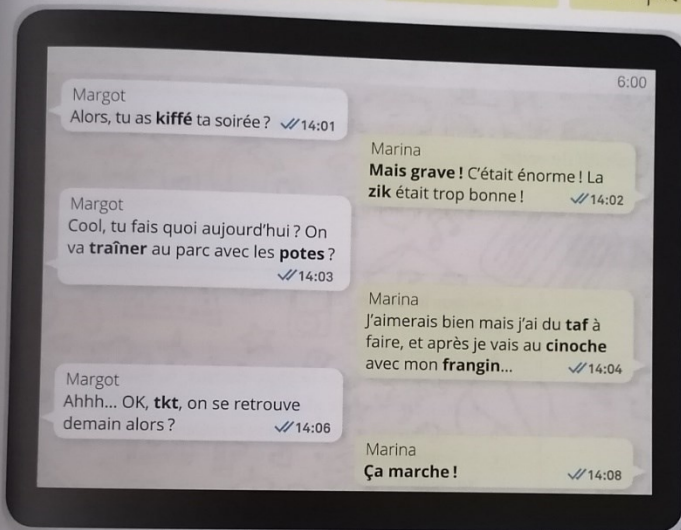 6:00
Margot
Alors, tu as kiffé ta soirée ? 14:01
Marina
Mais grave ! C'était énorme ! La
zik était trop bonne ! 14:02
Margot
Cool, tu fais quoi aujourd'hui ? On
va traîner au parc avec les potes ?
14:03
Marina
J'aimerais bien mais j'ai du taf à
faire, et après je vais au cinoche
avec mon frangin... 14:04
Margot
Ahhh... OK, tkt, on se retrouve
demain alors ? 14:06
Marina
Ça marche ! 14:08